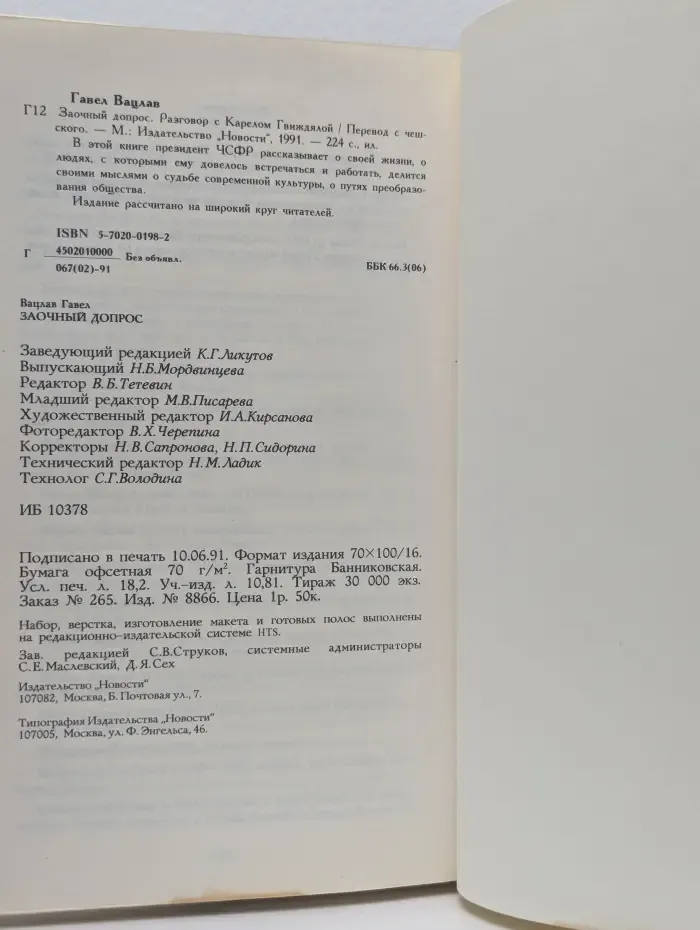 Гавел Вацлав
Г12 Заочный допрос. Разговор с Карелом Гвиждялой / Перевод с чеш-
ского. — М.: Издательство „Новости", 1991. — 224 с., ил.
В этой книге президент ЧСФР рассказывает о своей жизни, о
людях, с которыми ему довелось встречаться и работать, делится
своими мыслями о судьбе современной культуры, о путях преобразо-
вания общества.
Издание рассчитано на широкий круг читателей.
ISBN 5-7020-0198-2
Г 4502010000 Без объявл.
067(02)-91 ББК 66.3(06)
Вацлав Гавел
ЗАОЧНЫЙ ДОПРОС
Заведующий редакцией К.Г.Лихутов
Выпускающий Н.Б.Мордвинцева
Редактор В.Б.Тетевин
Младший редактор М.В.Писарева
Художественный редактор И.А.Кирсанова
Фоторедактор В.Х.Черепина
Корректоры Н.В.Сапронова, Н.П.Сидорина
Технический редактор Н.М.Ладик
Технолог С.Г.Володина
ИБ 10378
Подписано в печать 10.06.91. Формат издания 70×100/16.
Бумага офсетная 70 г/м². Гарнитура Банниковская.
Усл. печ. л. 18,2. Уч.-изд. л. 10,81. Тираж 30 000 экз.
Заказ № 265. Изд. № 8866. Цена 1р. 50к.
Набор, верстка, изготовление макета и готовых полос выполнены
на редакционно-издательской системе HTS.
Зав. редакцией С.В.Струков, системные администраторы
С.Е.Маслевский, Д.Я.Сех
Издательство „Новости"
107082, Москва, Б. Почтовая ул., 7.
Типография Издательства „Новости"
107005, Москва, ул. Ф. Энгельса, 46.